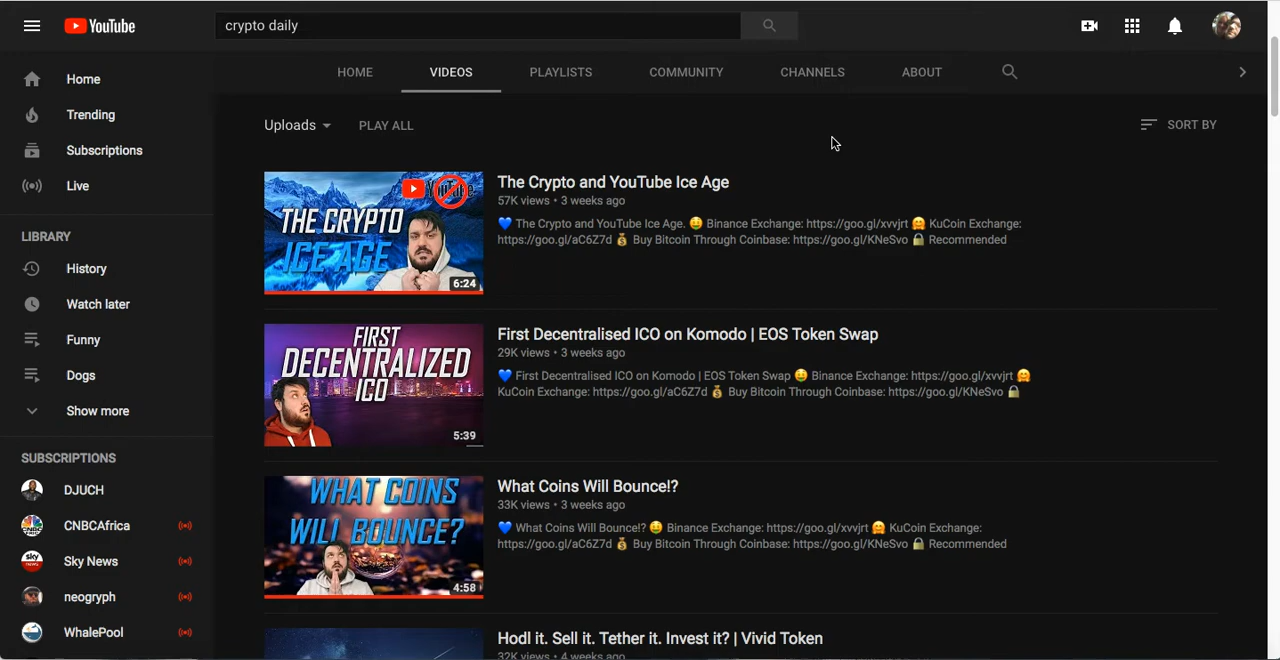 YouTube
crypto daily
HOME VIDEOS PLAYLISTS COMMUNITY CHANNELS ABOUT
Home
Trending
Subscriptions
Live
LIBRARY
History
Watch later
Funny
Dogs
Show more
SUBSCRIPTIONS
DJUCH
CNBCAfrica
Sky News
neogryph
WhalePool
Uploads PLAY ALL SORT BY
YouTube
THE CRYPTO
ICE AGE
6:24
The Crypto and YouTube Ice Age
57K views • 3 weeks ago
💙 The Crypto and YouTube Ice Age. 🤑 Binance Exchange: https://goo.gl/xvvjrt 🤗 KuCoin Exchange:
https://goo.gl/aC6Z7d 💰 Buy Bitcoin Through Coinbase: https://goo.gl/KNeSvo 🔒 Recommended
FIRST
DECENTRALIZED
ICO
5:39
First Decentralised ICO on Komodo | EOS Token Swap
29K views • 3 weeks ago
💙 First Decentralised ICO on Komodo | EOS Token Swap 🤑 Binance Exchange: https://goo.gl/xvvjrt 🤗
KuCoin Exchange: https://goo.gl/aC6Z7d 💰 Buy Bitcoin Through Coinbase: https://goo.gl/KNeSvo 🔒
WHAT COINS
WILL BOUNCE?
4:58
What Coins Will Bounce!?
33K views • 3 weeks ago
💙 What Coins Will Bounce!? 🤑 Binance Exchange: https://goo.gl/xvvjrt 🤗 KuCoin Exchange:
https://goo.gl/aC6Z7d 💰 Buy Bitcoin Through Coinbase: https://goo.gl/KNeSvo 🔒 Recommended
Hodl it. Sell it. Tether it. Invest it? | Vivid Token
32K views • 4 weeks ago